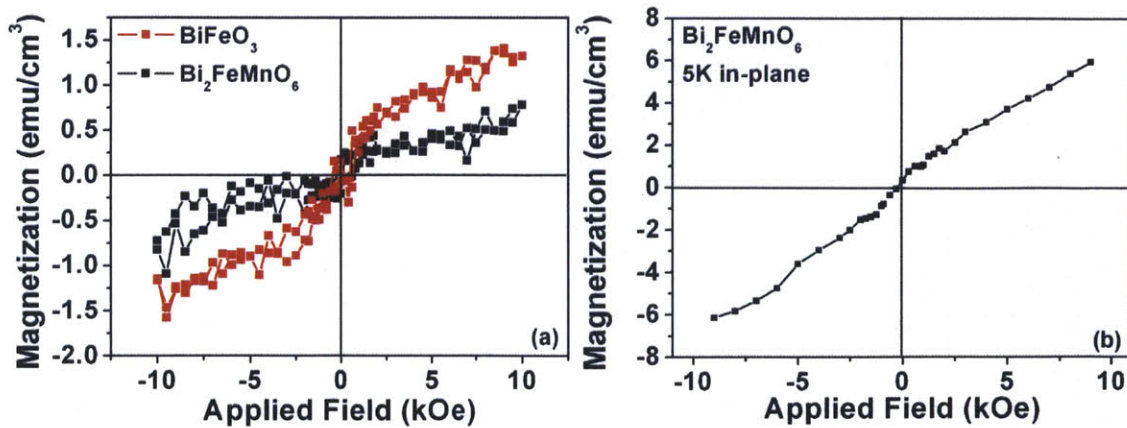 1.5
1.0
0.5
0.0
-0.5
-1.0
-1.5
-2.0
Magnetization (emu/cm³)
BiFeO₃
Bi₂FeMnO₆
(a)
-10 -5 0 5 10
Applied Field (kOe)
8
6
4
2
0
-2
-4
-6
-8
Magnetization (emu/cm³)
Bi₂FeMnO₆
5K in-plane
(b)
-10 -5 0 5 10
Applied Field (kOe)